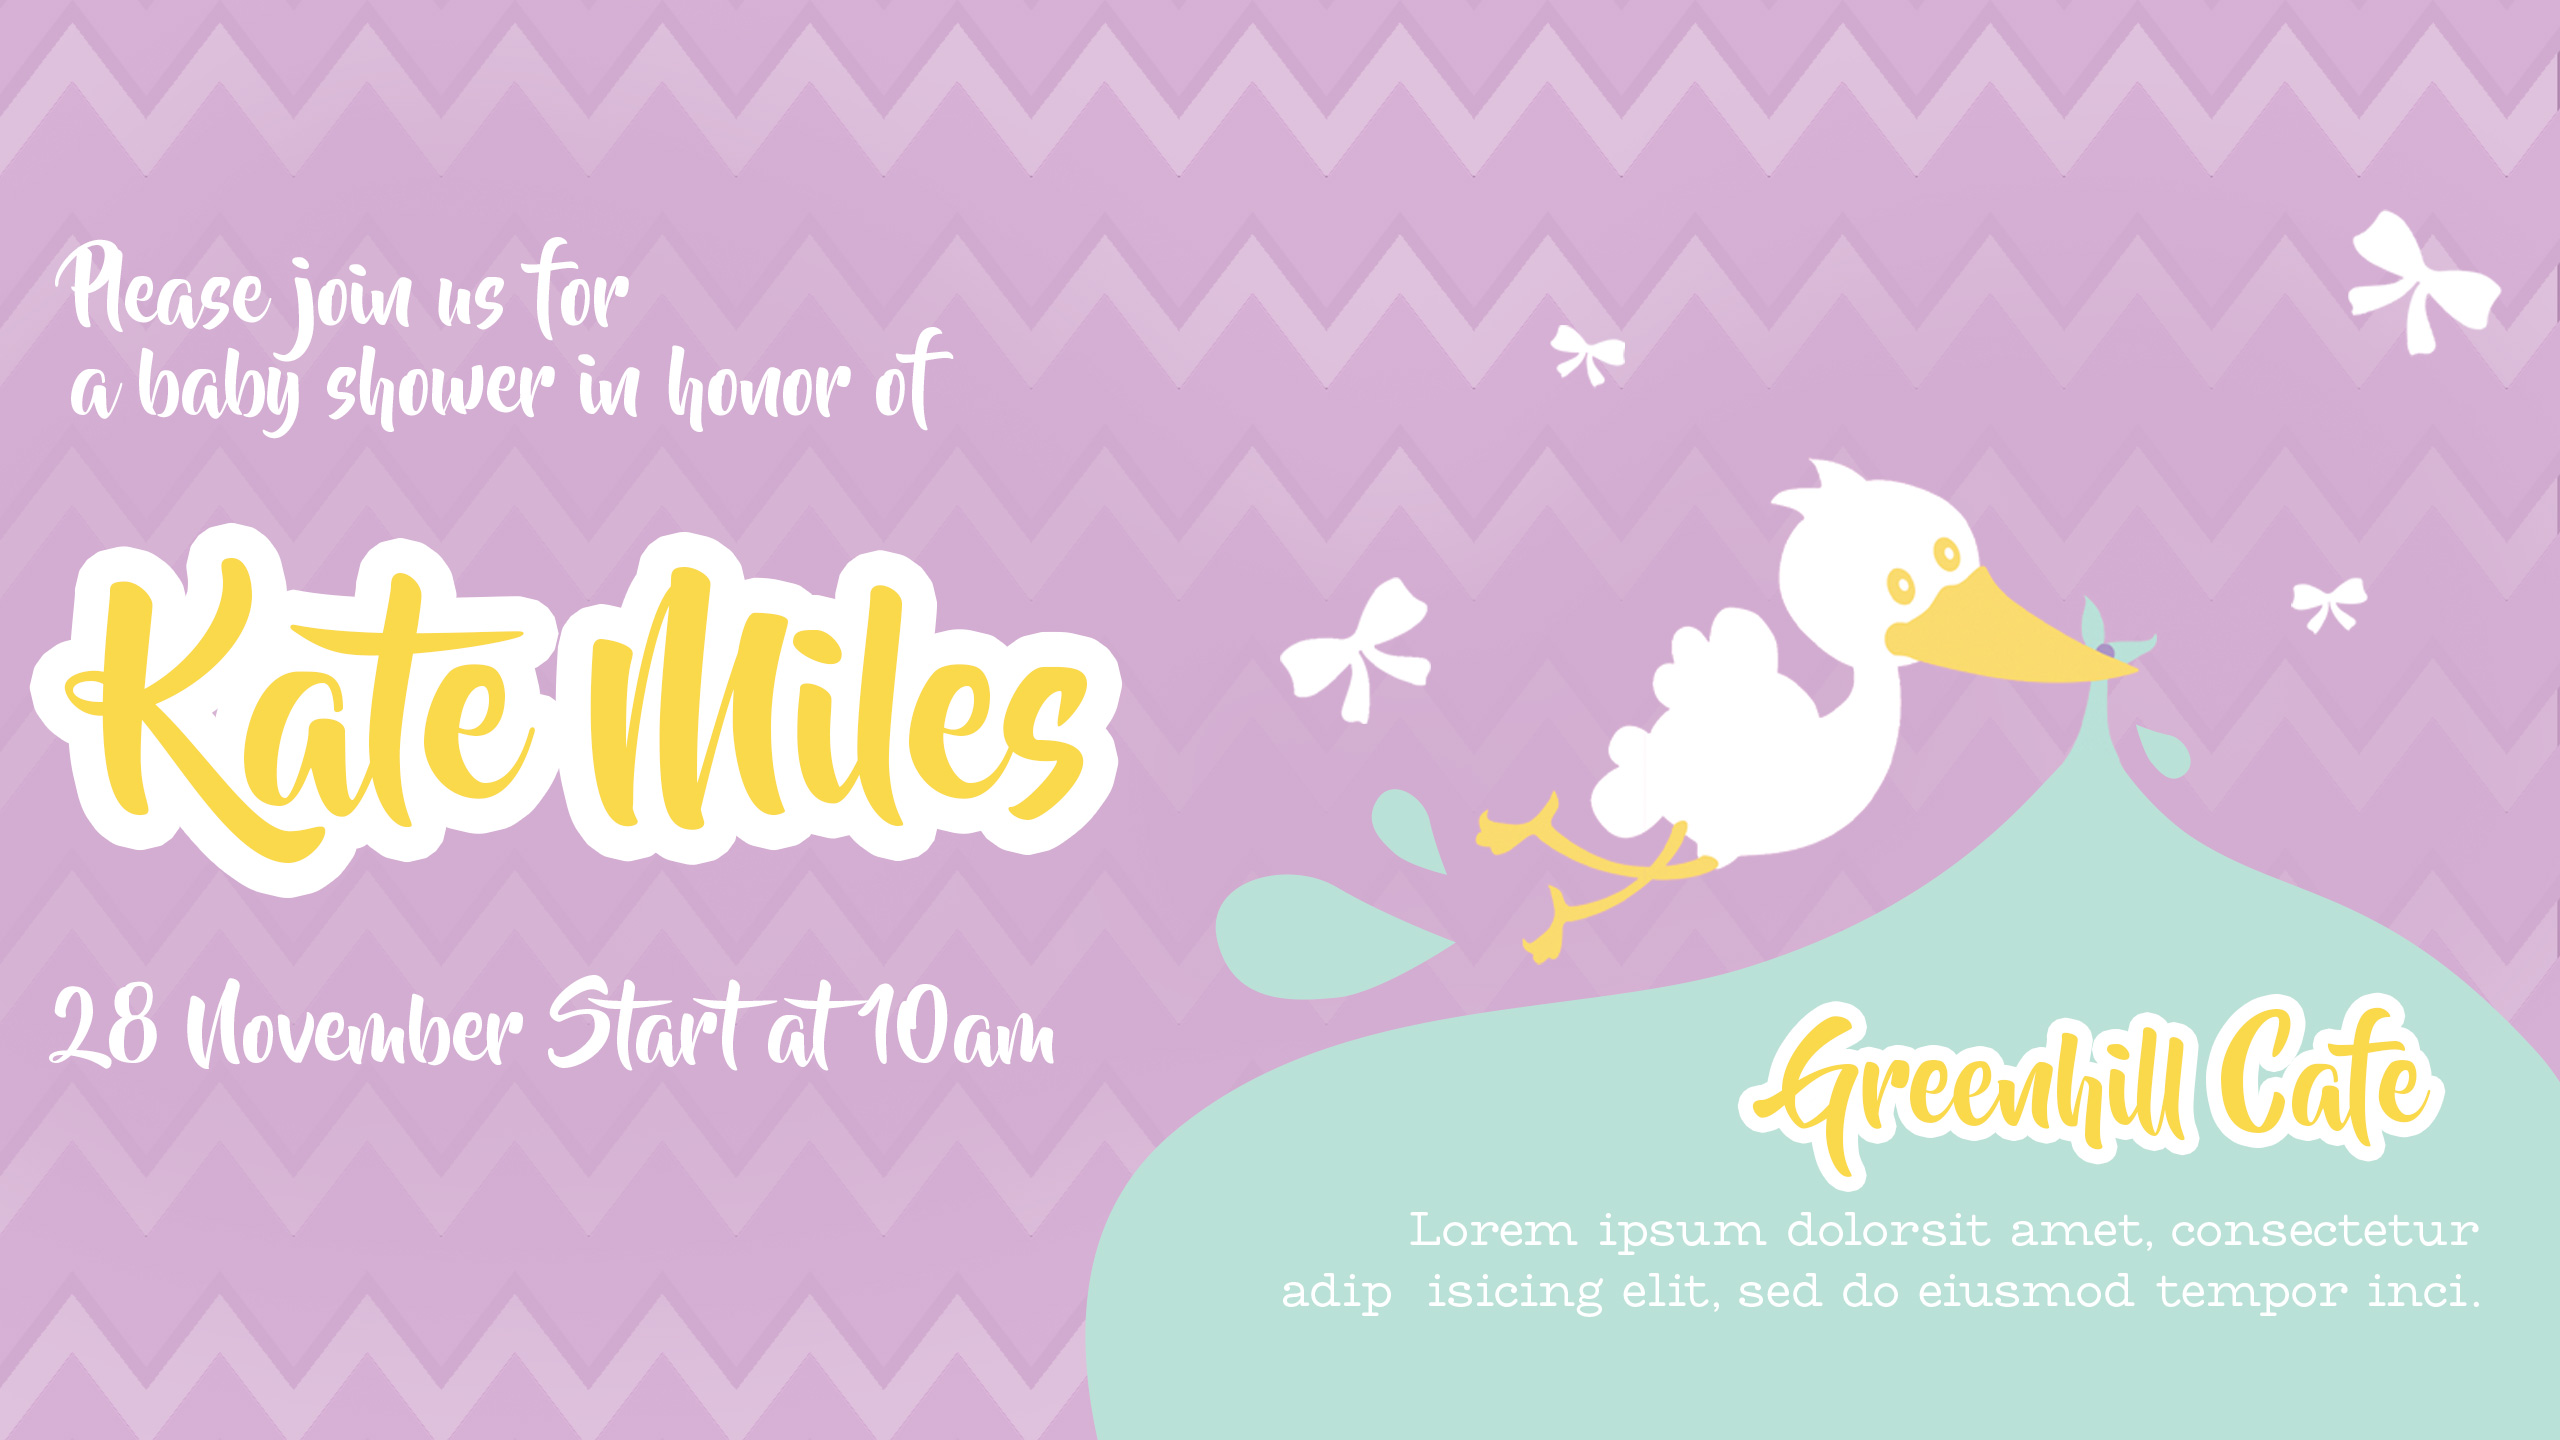 Please join us for
a baby shower in honor of
Kate Miles
28 November Start at 10am
Greenhill Cafe
Lorem ipsum dolorsit amet, consectetur
adip isicing elit, sed do eiusmod tempor inci.